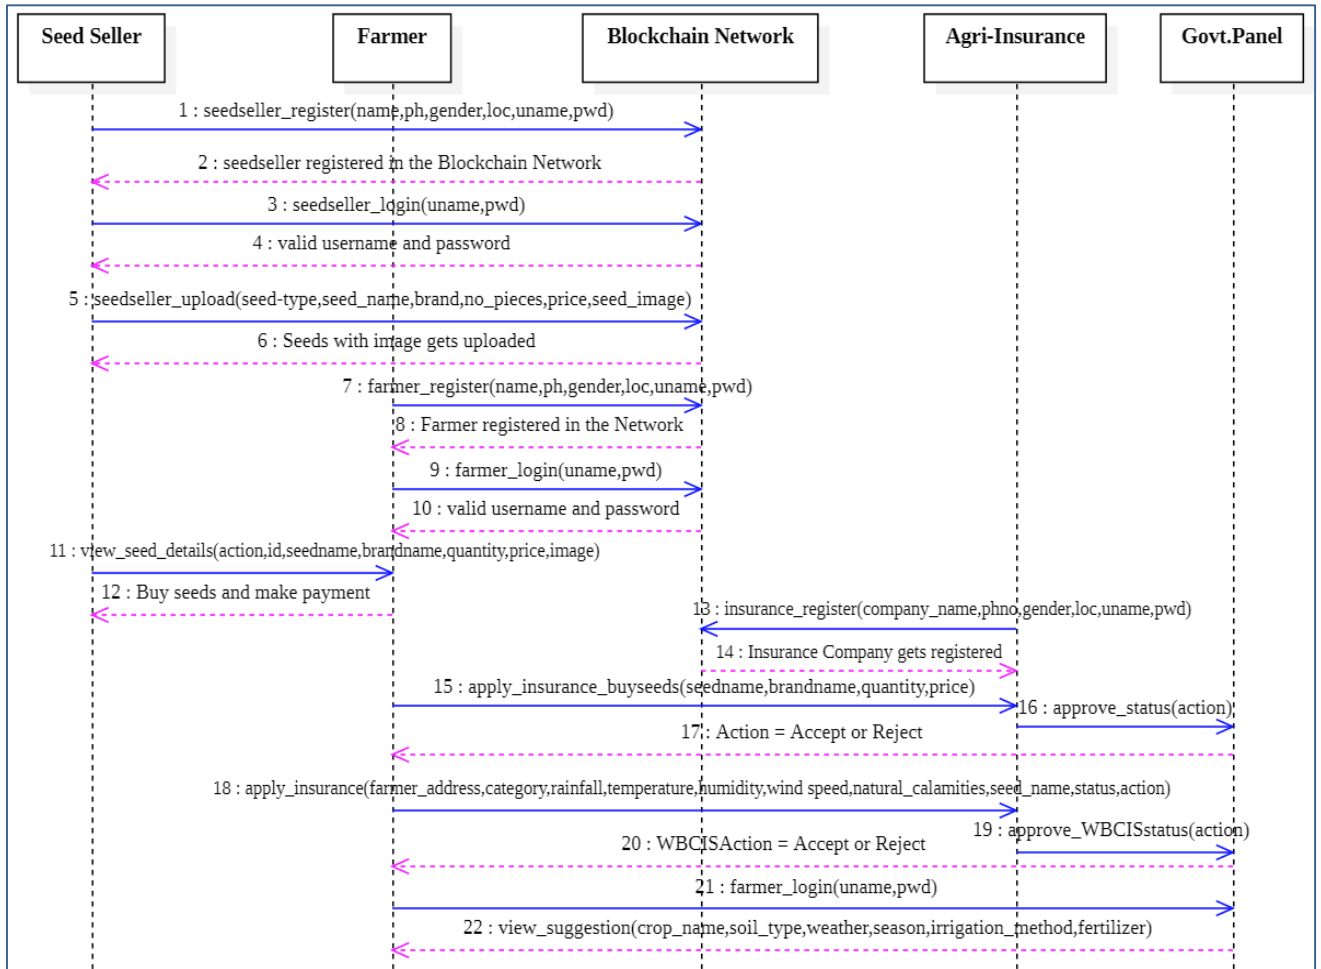 Seed Seller
Farmer
Blockchain Network
Agri-Insurance
Govt.Panel
1 : seedseller_register(name,ph,gender,loc,uname,pwd)
2 : seedseller registered in the Blockchain Network
3 : seedseller_login(uname,pwd)
4 : valid username and password
5 : seedseller_upload(seed-type,seed_name,brand,no_pieces,price,seed_image)
6 : Seeds with image gets uploaded
7 : farmer_register(name,ph,gender,loc,uname,pwd)
8 : Farmer registered in the Network
9 : farmer_login(uname,pwd)
10 : valid username and password
11 : view_seed_details(action,id,seedname,brandname,quantity,price,image)
12 : Buy seeds and make payment
13 : insurance_register(company_name,phno,gender,loc,uname,pwd)
14 : Insurance Company gets registered
15 : apply_insurance_buyseeds(seedname,brandname,quantity,price)
16 : approve_status(action)
17 : Action = Accept or Reject
18 : apply_insurance(farmer_address,category,rainfall,temperature,humidity,wind speed,natural_calamities,seed_name,status,action)
19 : approve_WBCISstatus(action)
20 : WBCISAction = Accept or Reject
21 : farmer_login(uname,pwd)
22 : view_suggestion(crop_name,soil_type,weather,season,irrigation_method,fertilizer)